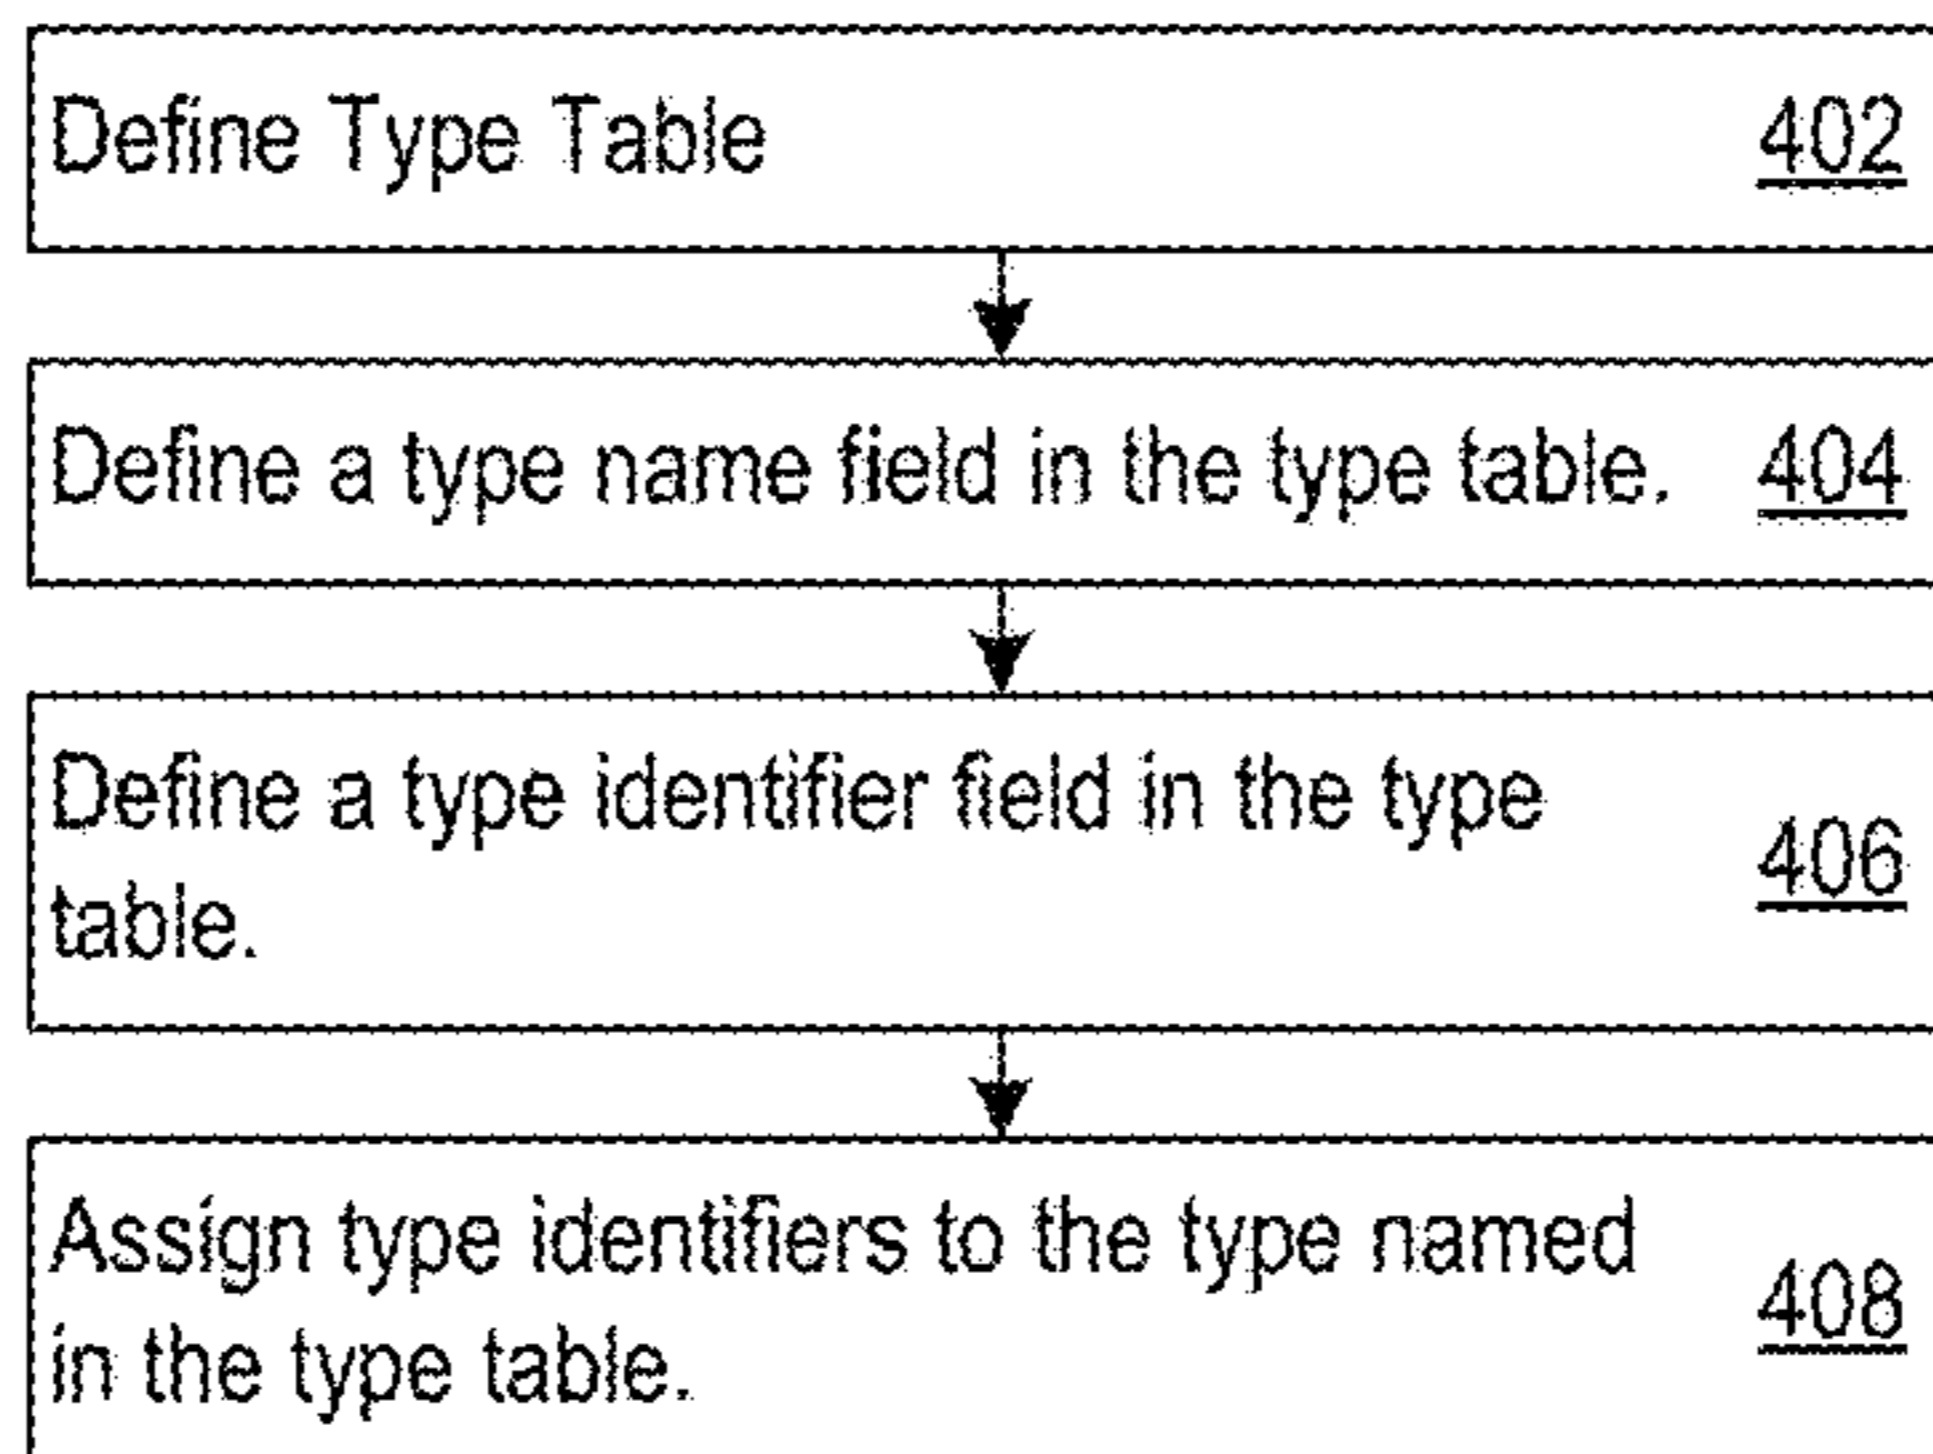 Define Type Table 402
Define a type name field in the type table. 404
Define a type identifier field in the type
table. 406
Assign type identifiers to the type named
in the type table. 408